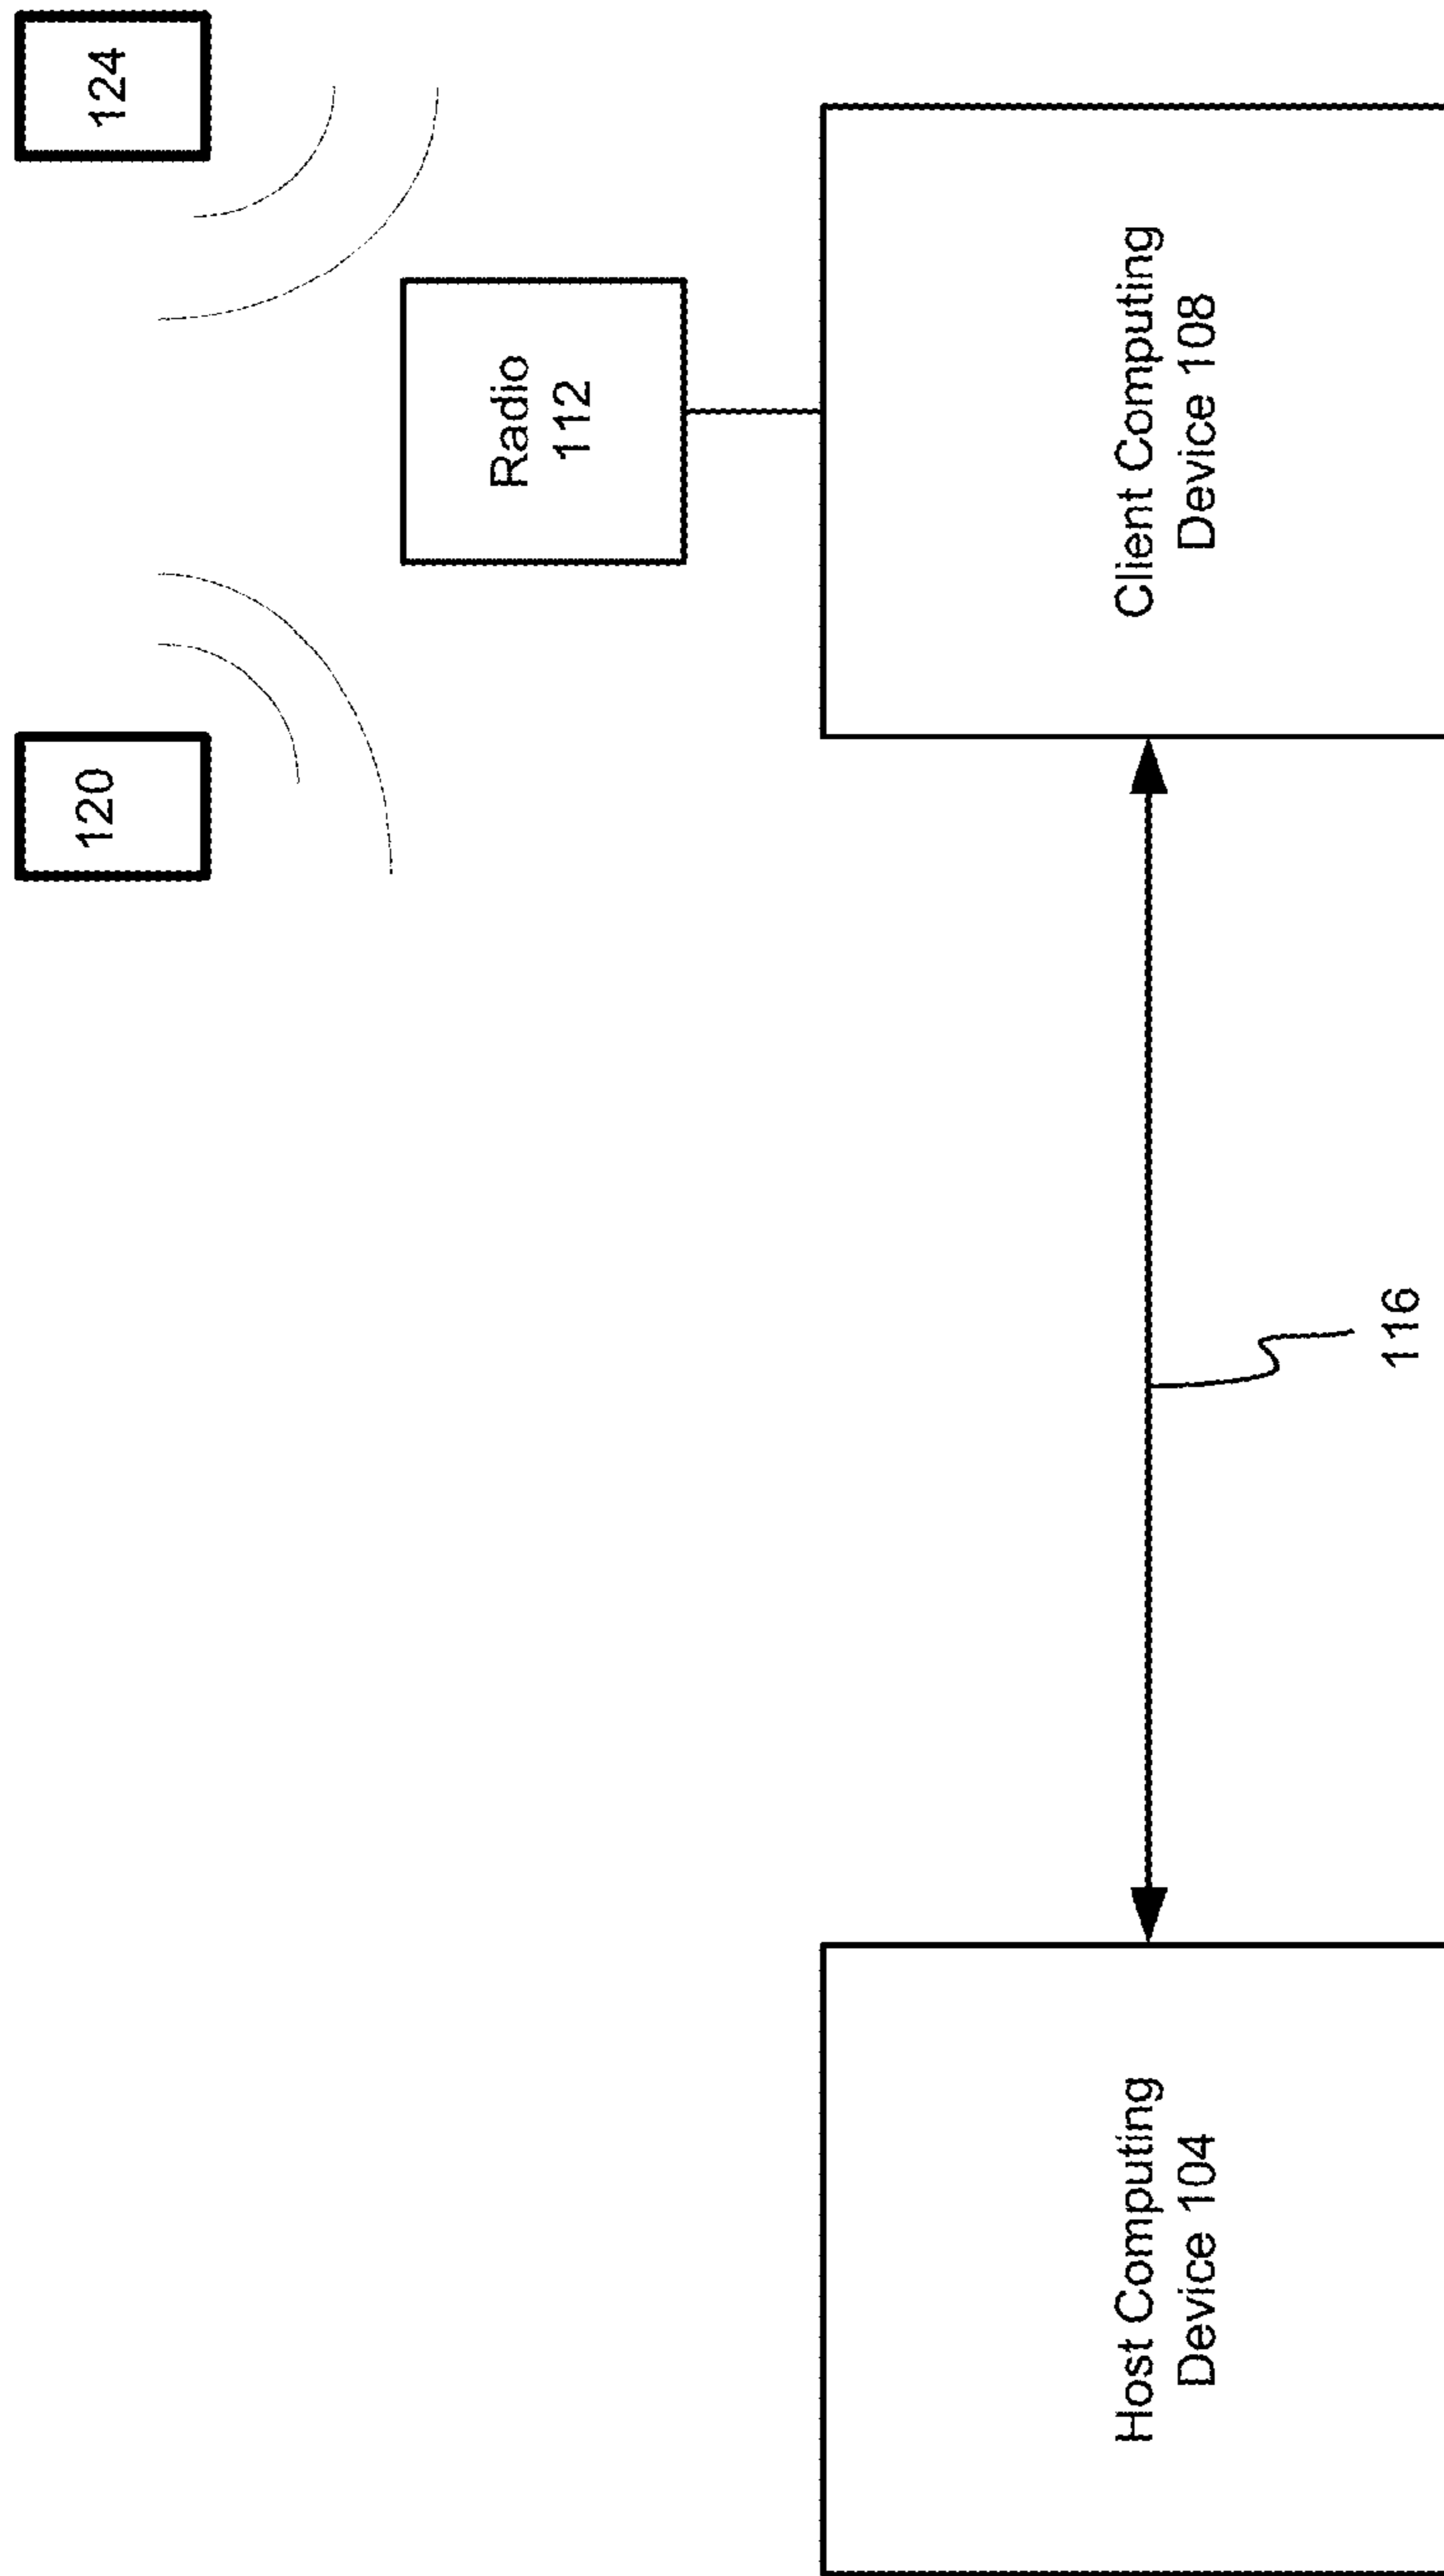 120
124
Radio
112
Host Computing
Device 104
Client Computing
Device 108
116